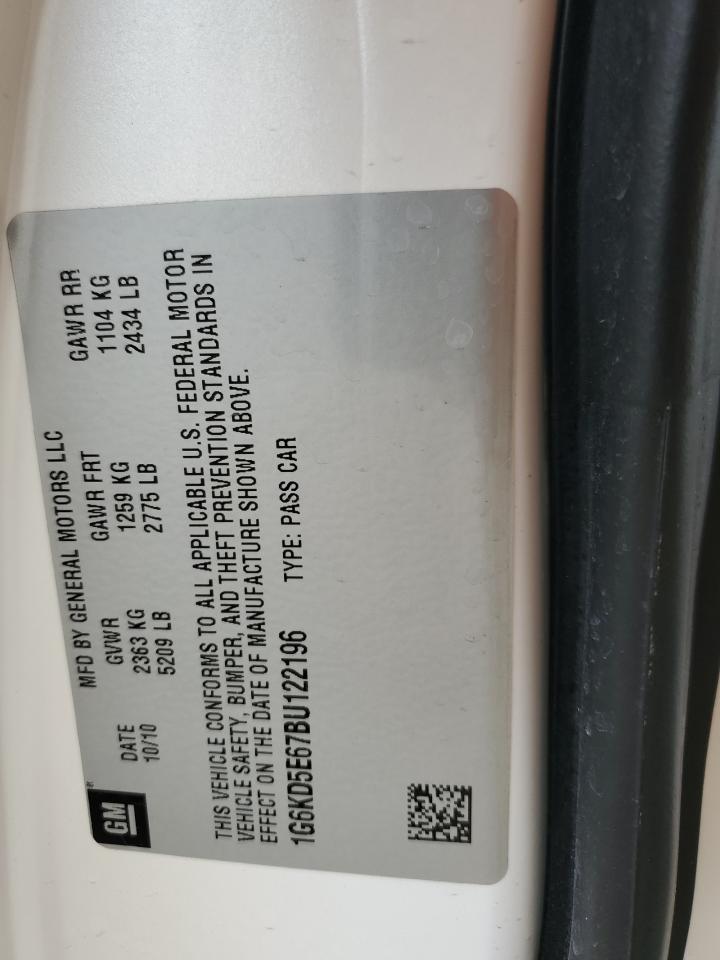 GM
MFD BY GENERAL MOTORS LLC
DATE GVWR GAWR FRT GAWR RR
10/10 2363 KG 1259 KG 1104 KG
5209 LB 2775 LB 2434 LB
THIS VEHICLE CONFORMS TO ALL APPLICABLE U.S. FEDERAL MOTOR
VEHICLE SAFETY, BUMPER, AND THEFT PREVENTION STANDARDS IN
EFFECT ON THE DATE OF MANUFACTURE SHOWN ABOVE.
1G6KD5E67BU122196 TYPE: PASS CAR